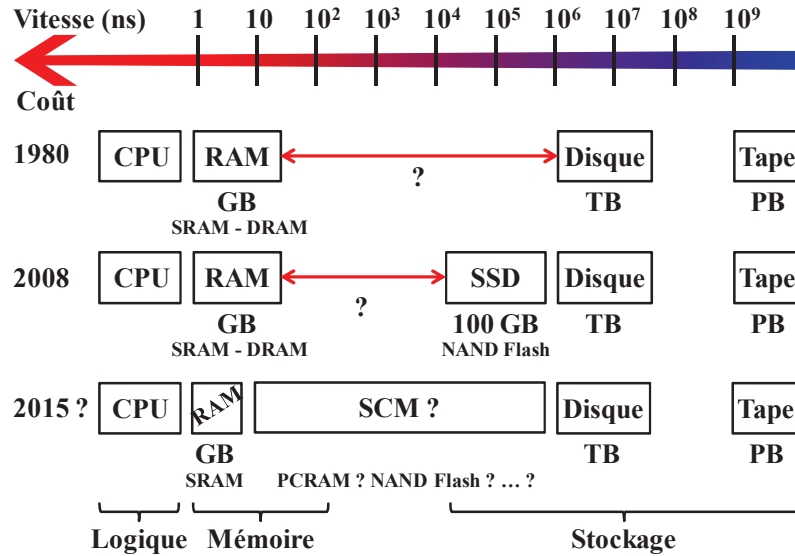 Vitesse (ns) 1 10 10² 10³ 10⁴ 10⁵ 10⁶ 10⁷ 10⁸ 10⁹
Coût
1980 CPU RAM ? Disque Tape
GB TB PB
SRAM - DRAM
2008 CPU RAM ? SSD Disque Tape
GB 100 GB TB PB
SRAM - DRAM NAND Flash
2015 ? CPU RAM SCM ? Disque Tape
GB TB PB
SRAM PCRAM ? NAND Flash ? … ?
Logique Mémoire Stockage